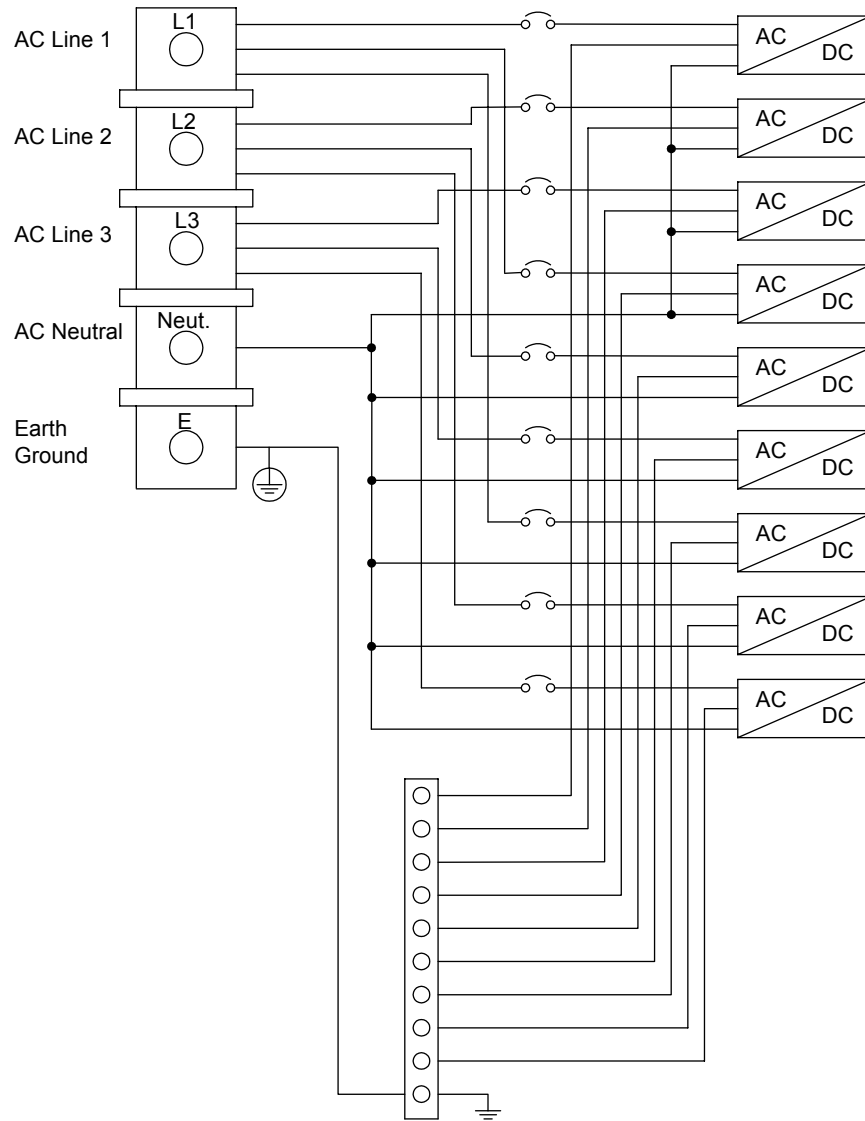 AC Line 1
L1
AC Line 2
L2
AC Line 3
L3
AC Neutral
Neut.
Earth
Ground
E
AC
DC
AC
DC
AC
DC
AC
DC
AC
DC
AC
DC
AC
DC
AC
DC
AC
DC